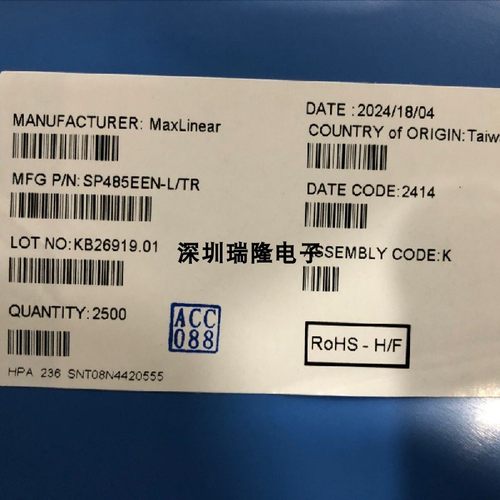 MANUFACTURER: MaxLinear
MFG P/N: SP485EEN-L/TR
LOT NO: KB26919.01
QUANTITY: 2500
HPA 236 SNT08N4420555
ACC
088
DATE : 2024/18/04
COUNTRY of ORIGIN: Taiw
DATE CODE: 2414
ASSEMBLY CODE: K
RoHS - H/F
深圳瑞隆电子